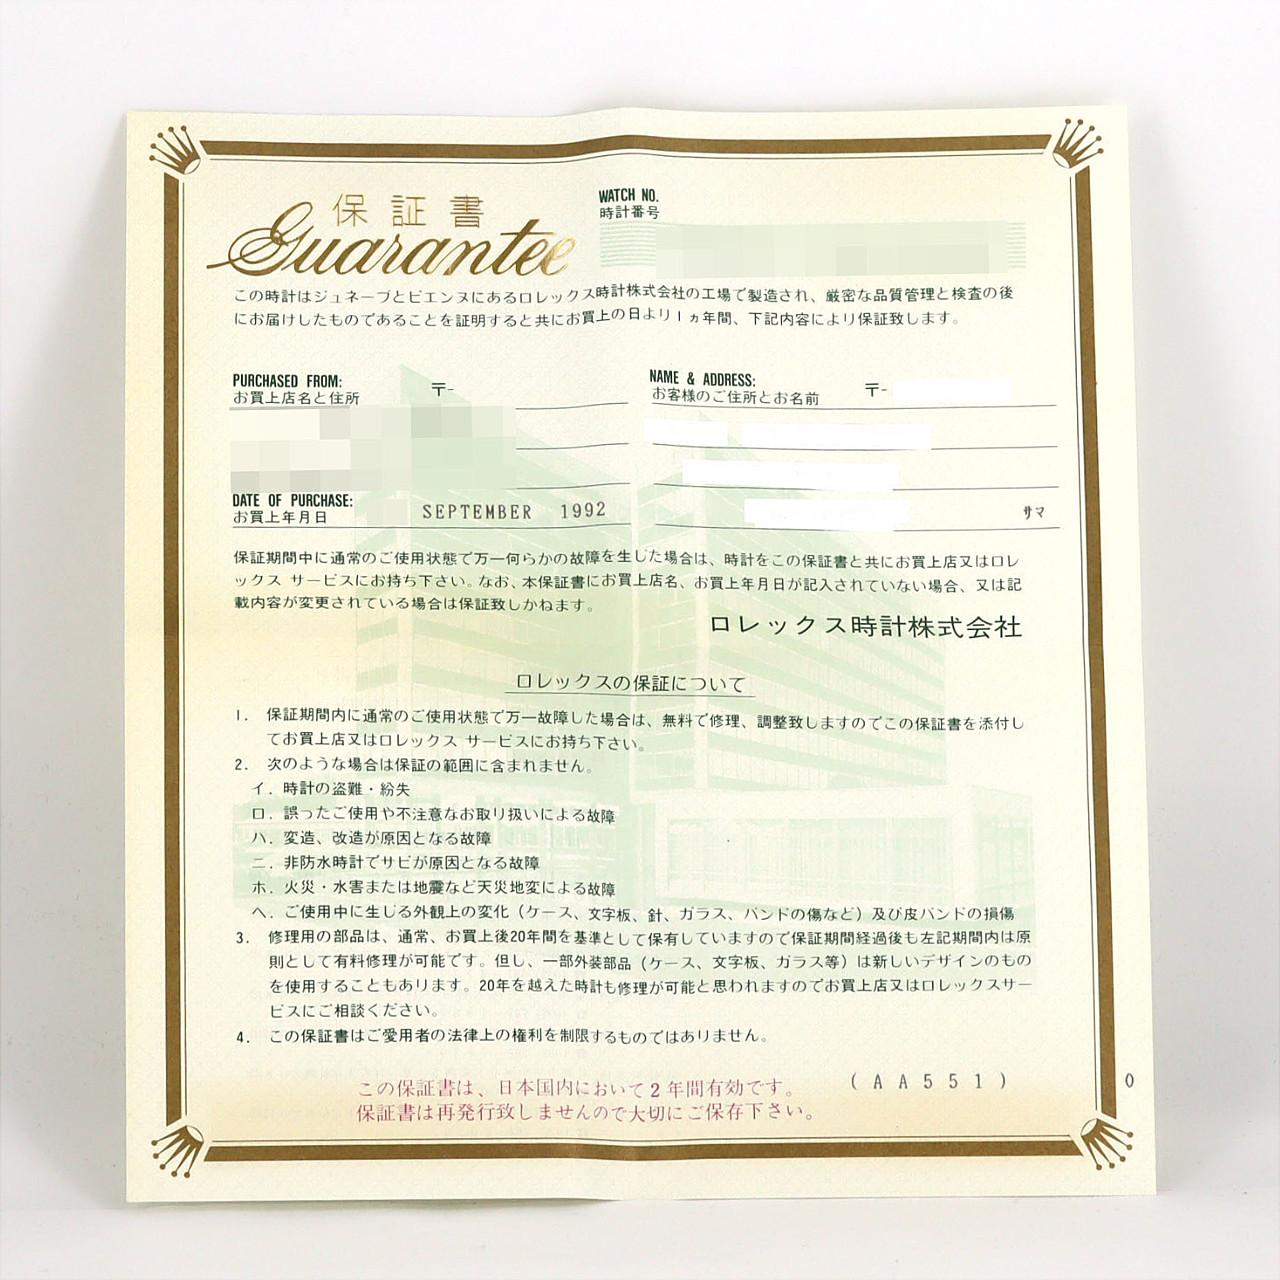 保証書
Guarantee
WATCH NO.
時計番号
この時計はジュネーブとビエンヌにあるロレックス時計株式会社の工場で製造され、厳密な品質管理と検査の後
にお届けしたものであることを証明すると共にお買上の日より1ヵ年間、下記内容により保証致します。
PURCHASED FROM: 〒-
お買上店名と住所
NAME & ADDRESS: 〒-
お客様のご住所とお名前
DATE OF PURCHASE:
お買上年月日 SEPTEMBER 1992
サマ
保証期間中に通常のご使用状態で万一何らかの故障を生じた場合は、時計をこの保証書と共にお買上店又はロレ
ックス サービスにお持ち下さい。なお、本保証書にお買上店名、お買上年月日が記入されていない場合、又は記
載内容が変更されている場合は保証致しかねます。
ロレックス時計株式会社
ロレックスの保証について
1. 保証期間内に通常のご使用状態で万一故障した場合は、無料で修理、調整致しますのでこの保証書を添付し
てお買上店又はロレックス サービスにお持ち下さい。
2. 次のような場合は保証の範囲に含まれません。
イ. 時計の盗難・紛失
ロ. 誤ったご使用や不注意なお取り扱いによる故障
ハ. 変造、改造が原因となる故障
ニ. 非防水時計でサビが原因となる故障
ホ. 火災・水害または地震など天災地変による故障
ヘ. ご使用中に生じる外観上の変化（ケース、文字板、針、ガラス、バンドの傷など）及び皮バンドの損傷
3. 修理用の部品は、通常、お買上後20年間を基準として保有していますので保証期間経過後も左記期間内は原
則として有料修理が可能です。但し、一部外装部品（ケース、文字板、ガラス等）は新しいデザインのもの
を使用することもあります。20年を越えた時計も修理が可能と思われますのでお買上店又はロレックスサー
ビスにご相談ください。
4. この保証書はご愛用者の法律上の権利を制限するものではありません。
この保証書は、日本国内において2年間有効です。
保証書は再発行致しませんので大切にご保存下さい。
(AA551) 0